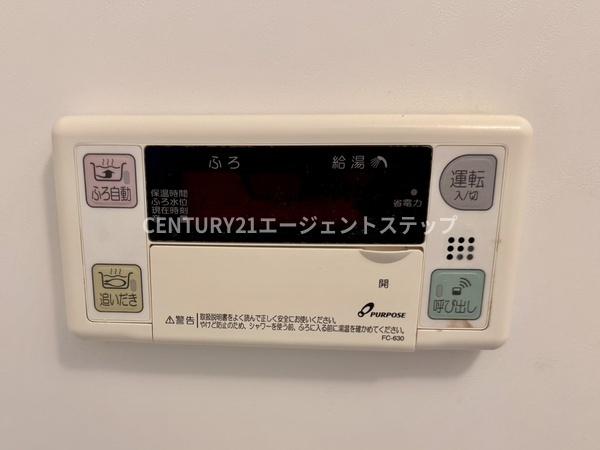 ふろ 給湯
ふろ自動
運転
入/切
保温時間
ふろ水位
現在時刻
省電力
CENTURY21エージェントステップ
追いだき
開
呼び出し
PURPOSE
⚠警告 取扱説明書をよく読んで正しく安全にお使いください。
やけど防止のため、シャワーを使う前、ふろに入る前に湯温を確かめてください。
FC-630